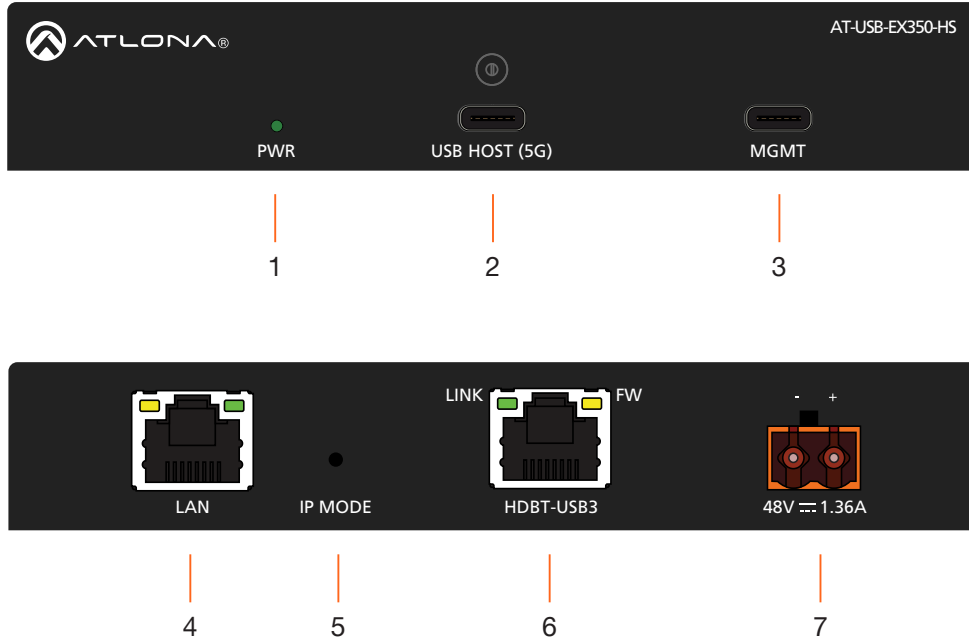 ATLONA®
AT-USB-EX350-HS
PWR
USB HOST (5G)
MGMT
1
2
3
LINK
FW
- +
LAN
IP MODE
HDBT-USB3
48V ⎓ 1.36A
4
5
6
7